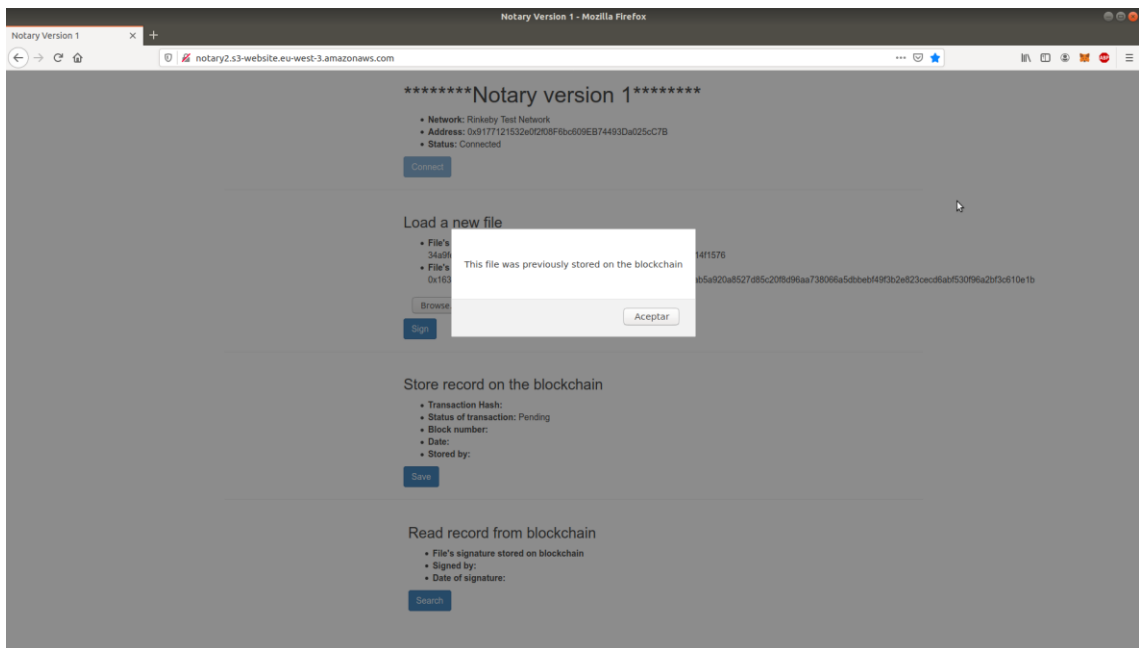 Notary Version 1 - Mozilla Firefox
Notary Version 1
notary2.s3-website.eu-west-3.amazonaws.com
********Notary version 1********
Network: Rinkeby Test Network
Address: 0x9177121532e0f2f08F6bc609EB74493Da025cC7B
Status: Connected
Connect
Load a new file
File's
34a9f
14f1576
File's
0x163
ab5a920a8527d85c20f8d96aa738066a5dbbebf49f3b2e823cecd6abf530f96a2bf3c610e1b
This file was previously stored on the blockchain
Browse
Aceptar
Sign
Store record on the blockchain
Transaction Hash:
Status of transaction: Pending
Block number:
Date:
Stored by:
Save
Read record from blockchain
File's signature stored on blockchain
Signed by:
Date of signature:
Search